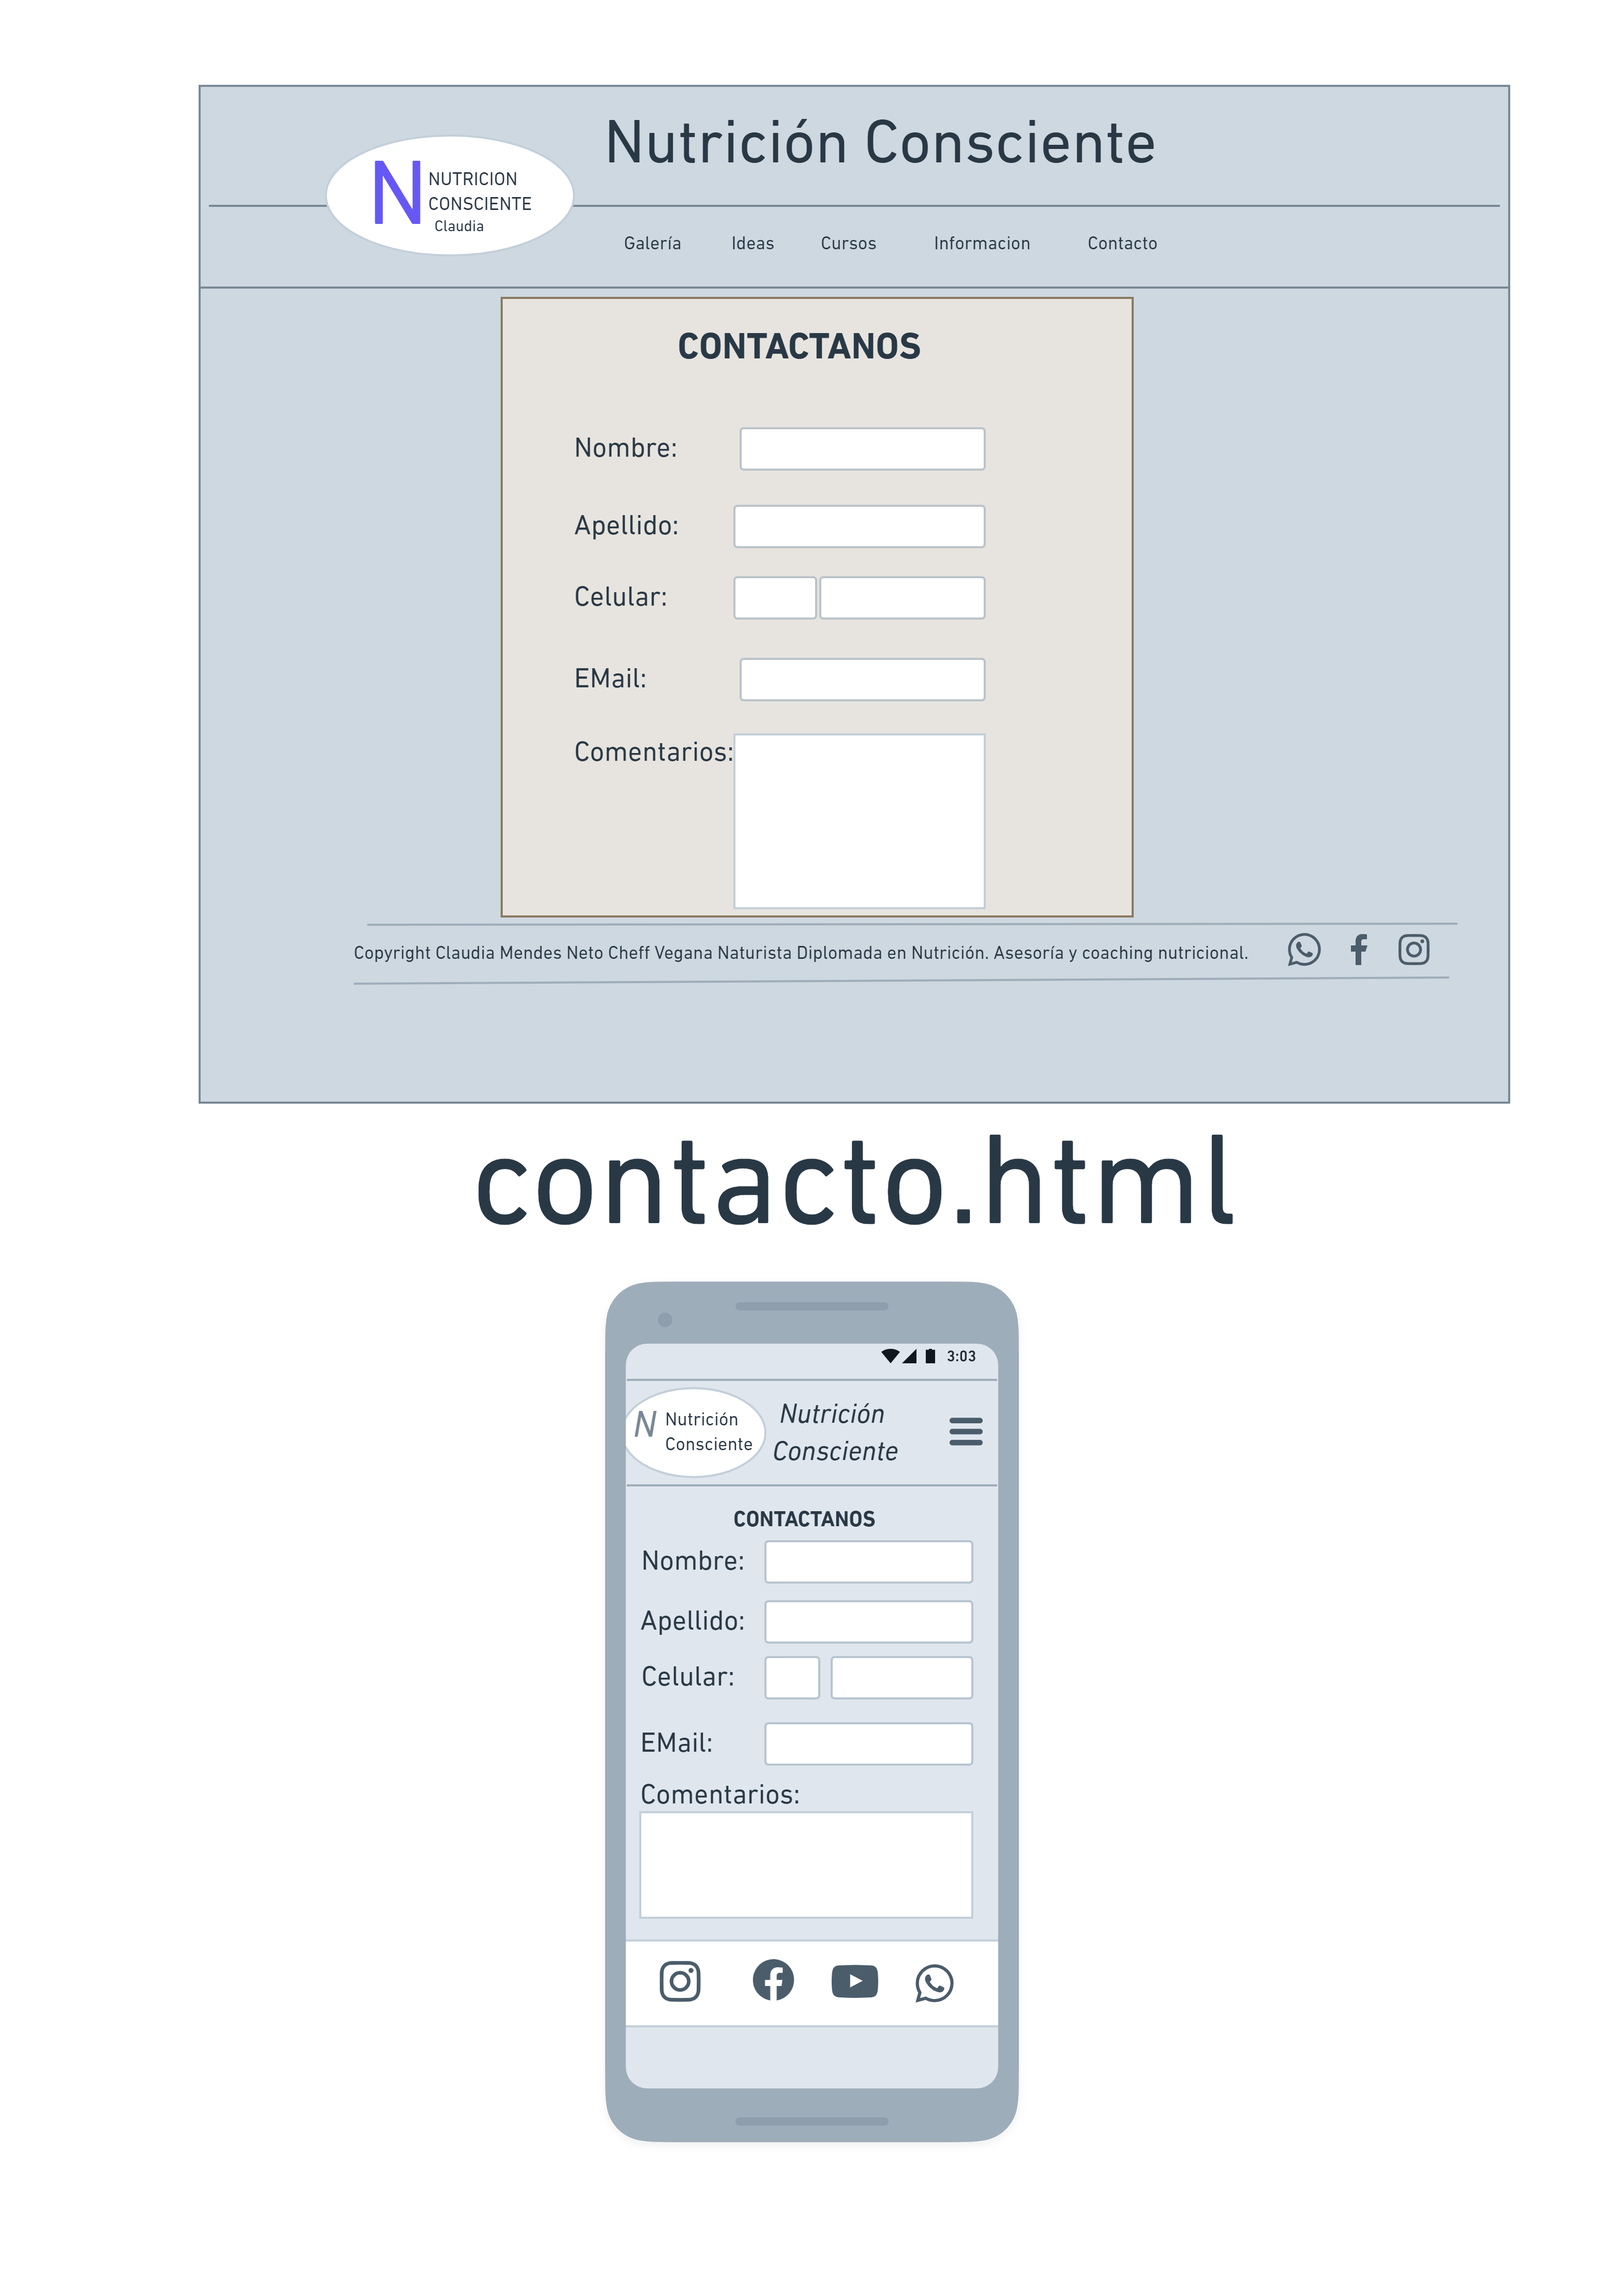 Nutrición Consciente
N
NUTRICION
CONSCIENTE
Claudia
Galería Ideas Cursos Informacion Contacto
CONTACTANOS
Nombre:
Apellido:
Celular:
EMail:
Comentarios:
Copyright Claudia Mendes Neto Cheff Vegana Naturista Diplomada en Nutrición. Asesoría y coaching nutricional.
contacto.html
3:03
N
Nutrición
Consciente
Nutrición
Consciente
CONTACTANOS
Nombre:
Apellido:
Celular:
EMail:
Comentarios: